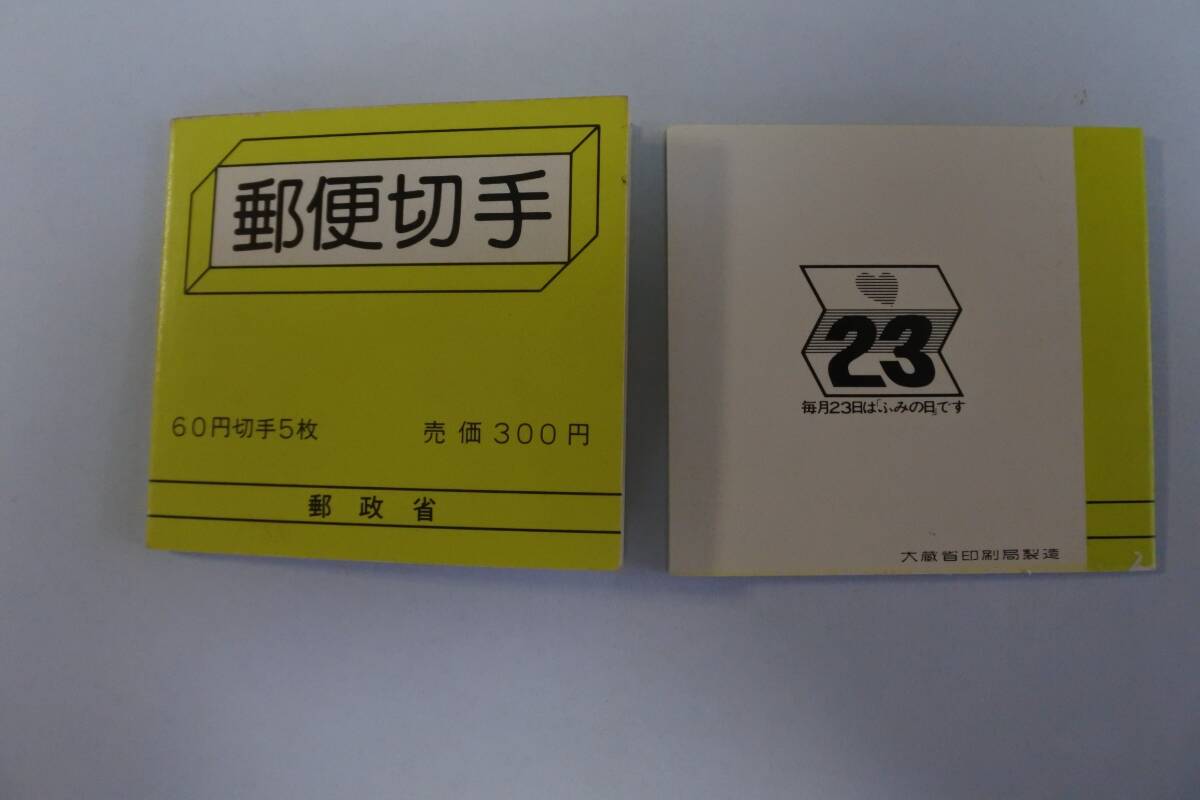 郵便切手
60円切手5枚 売価300円
郵政省
23
毎月23日は「ふみの日」です
大蔵省印刷局製造
2